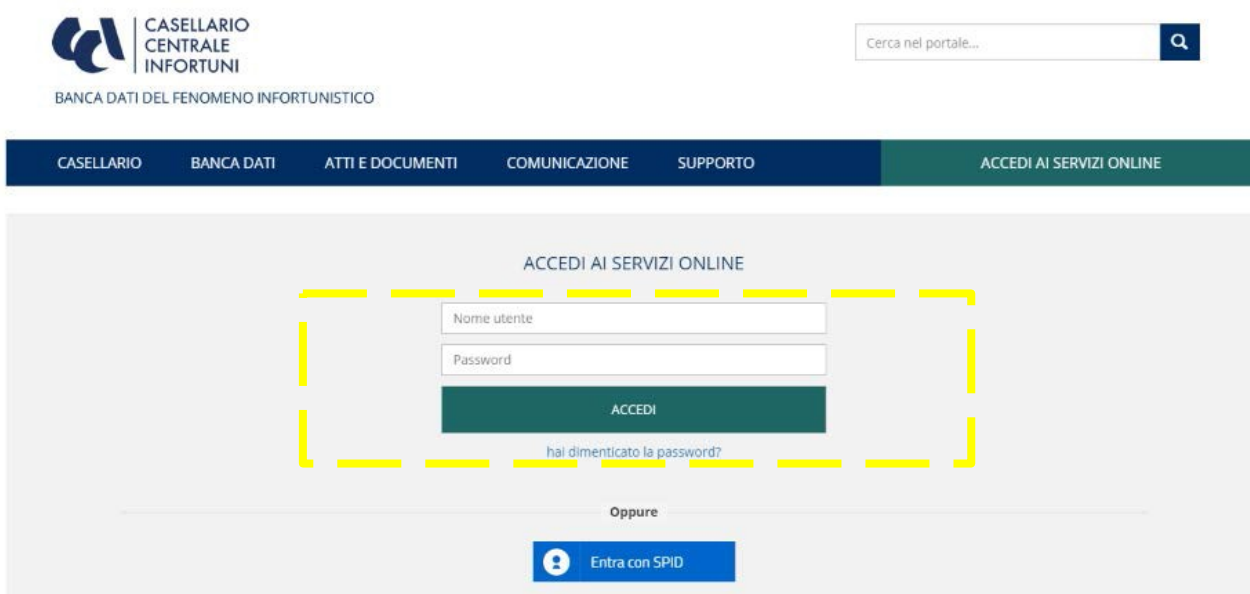 CASELLARIO
CENTRALE
INFORTUNI
BANCA DATI DEL FENOMENO INFORTUNISTICO
Cerca nel portale...
CASELLARIO BANCA DATI ATTI E DOCUMENTI COMUNICAZIONE SUPPORTO ACCEDI AI SERVIZI ONLINE
ACCEDI AI SERVIZI ONLINE
Nome utente
Password
ACCEDI
hai dimenticato la password?
Oppure
Entra con SPID